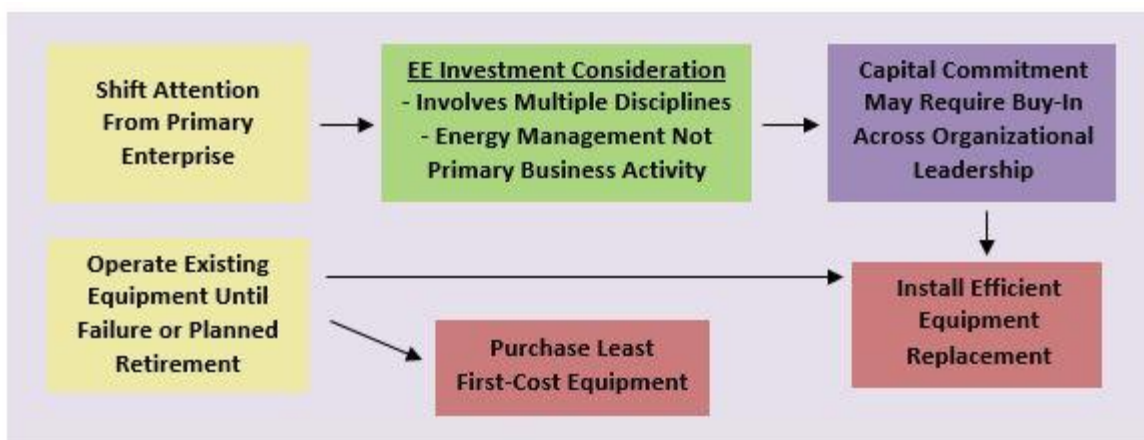 Shift Attention
From Primary
Enterprise
EE Investment Consideration
- Involves Multiple Disciplines
- Energy Management Not
Primary Business Activity
Capital Commitment
May Require Buy-In
Across Organizational
Leadership
Operate Existing
Equipment Until
Failure or Planned
Retirement
Purchase Least
First-Cost Equipment
Install Efficient
Equipment
Replacement